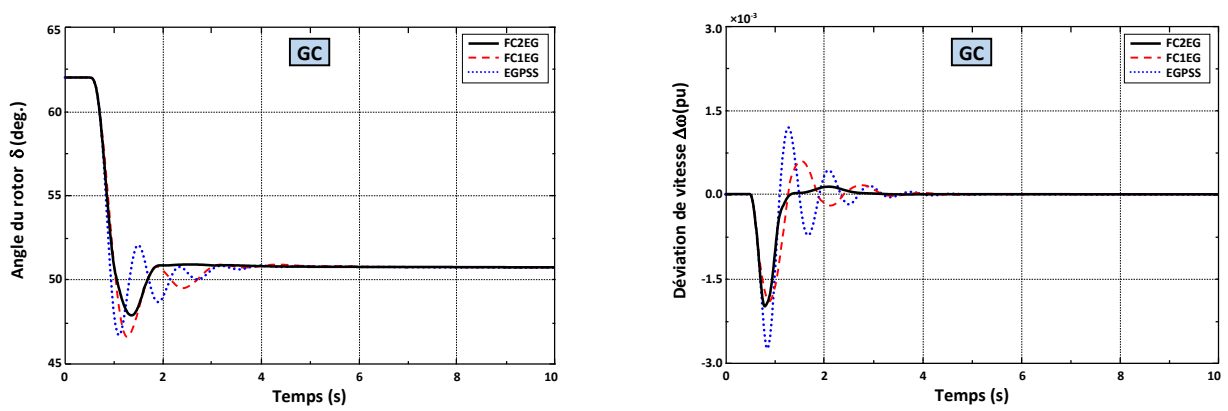 GC
FC2EG
FC1EG
EGPSS
65
60
55
50
45
Angle du rotor δ (deg.)
0
2
4
6
8
10
Temps (s)
×10⁻³
GC
FC2EG
FC1EG
EGPSS
3.0
1.5
0.0
-1.5
-3.0
Déviation de vitesse Δω(pu)
0
2
4
6
8
10
Temps (s)